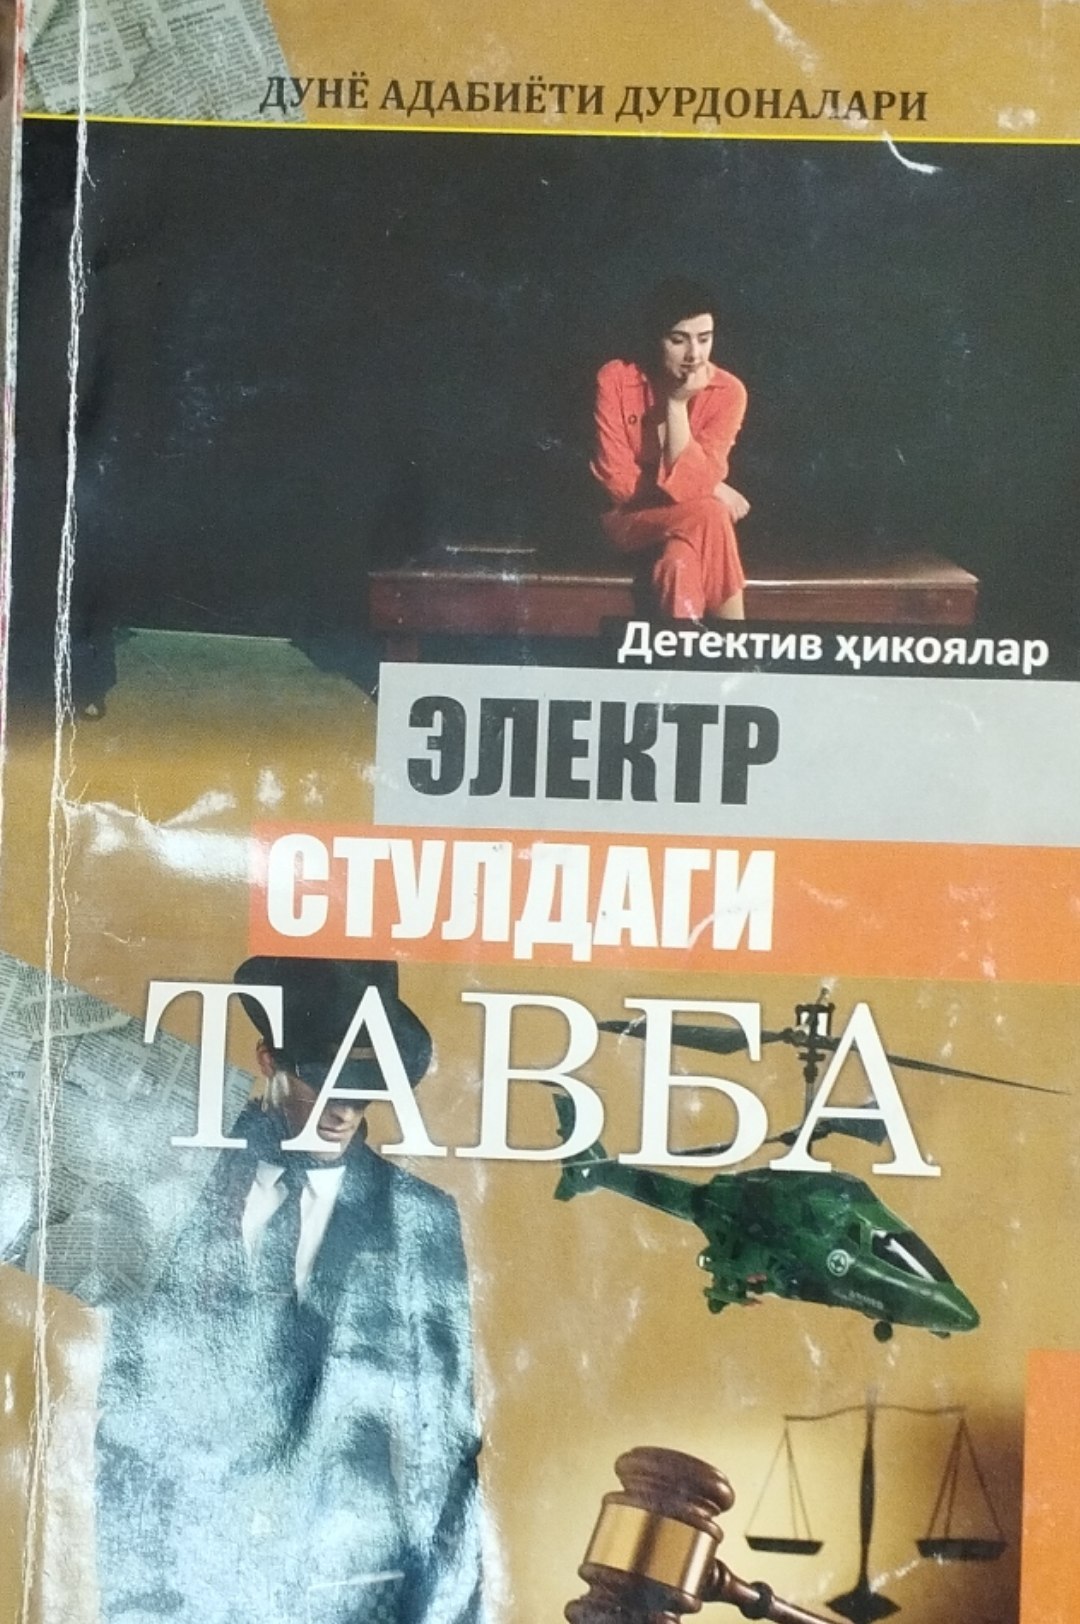 ДУНЁ АДАБИЁТИ ДУРДОНАЛАРИ
Детектив ҳикоялар
ЭЛЕКТР
СТУЛДАГИ
ТАВБА